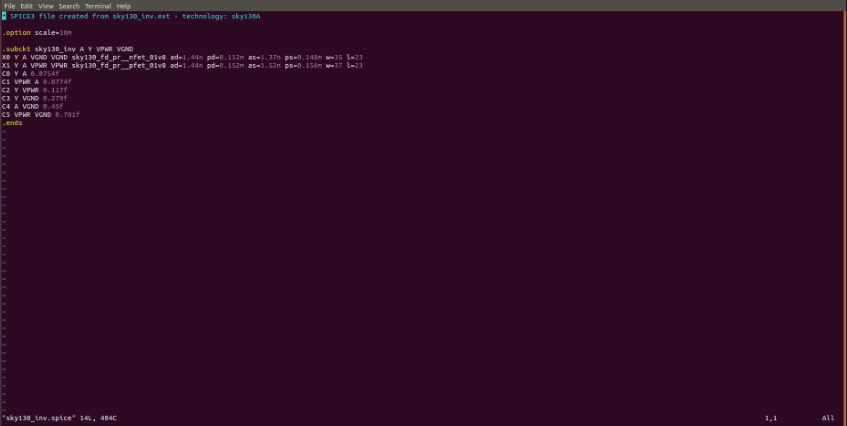 File Edit View Search Terminal Help
* SPICE3 file created from sky130_inv.ext - technology: sky130A
.option scale=10m
.subckt sky130_inv A Y VPWR VGND
X0 Y A VGND VGND sky130_fd_pr__nfet_01v8 ad=1.44n pd=0.152m as=1.37n ps=0.148m w=35 l=23
X1 Y A VPWR VPWR sky130_fd_pr__pfet_01v8 ad=1.44n pd=0.152m as=1.52n ps=0.156m w=37 l=23
C0 Y A 0.0754f
C1 VPWR A 0.0774f
C2 Y VPWR 0.117f
C3 Y VGND 0.279f
C4 A VGND 0.45f
C5 VPWR VGND 0.781f
.ends
"sky130_inv.spice" 14L, 404C 1,1 All